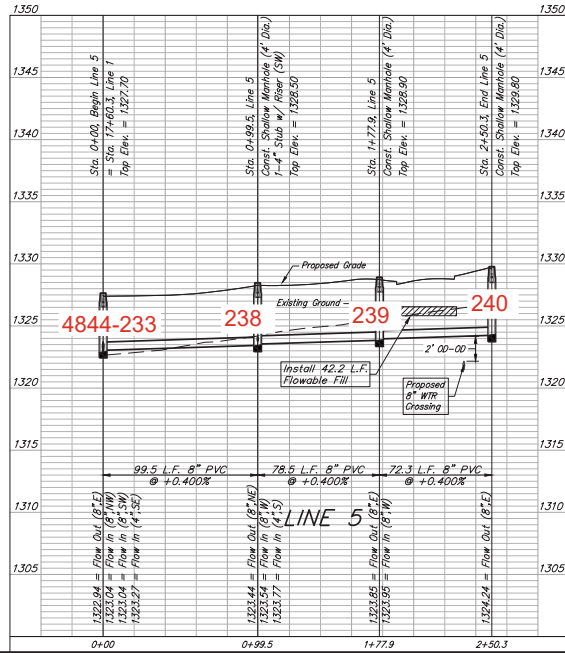 1350
1350
1345
1345
1340
1340
1335
1335
1330
1330
1325
1325
1320
1320
1315
1315
1310
1310
1305
1305
Sta. 0+00, Begin Line 5
= Sta. 17+60.3, Line 1
Top Elev. = 1327.70
Sta. 0+99.5, Line 5
Const. Shallow Manhole (4' Dia.)
1-4" Stub w/ Riser (SW)
Top Elev. = 1328.50
Sta. 1+77.9, Line 5
Const. Shallow Manhole (4' Dia.)
Top Elev. = 1328.90
Sta. 2+50.3, End Line 5
Const. Shallow Manhole (4' Dia.)
Top Elev. = 1329.80
Proposed Grade
Existing Ground
4844-233
238
239
240
2' 00-00
Install 42.2 L.F.
Flowable Fill
Proposed
8" WTR
Crossing
99.5 L.F. 8" PVC
@ +0.400%
78.5 L.F. 8" PVC
@ +0.400%
72.3 L.F. 8" PVC
@ +0.400%
LINE 5
1322.94 = Flow Out (8",E)
1323.04 = Flow In (8",NW)
1323.04 = Flow In (8",SW)
1323.27 = Flow In (4",SE)
1323.44 = Flow Out (8",NE)
1323.54 = Flow In (8",W)
1323.77 = Flow In (4",S)
1323.85 = Flow Out (8",E)
1323.95 = Flow In (8",W)
1324.24 = Flow Out (8",E)
0+00
0+99.5
1+77.9
2+50.3